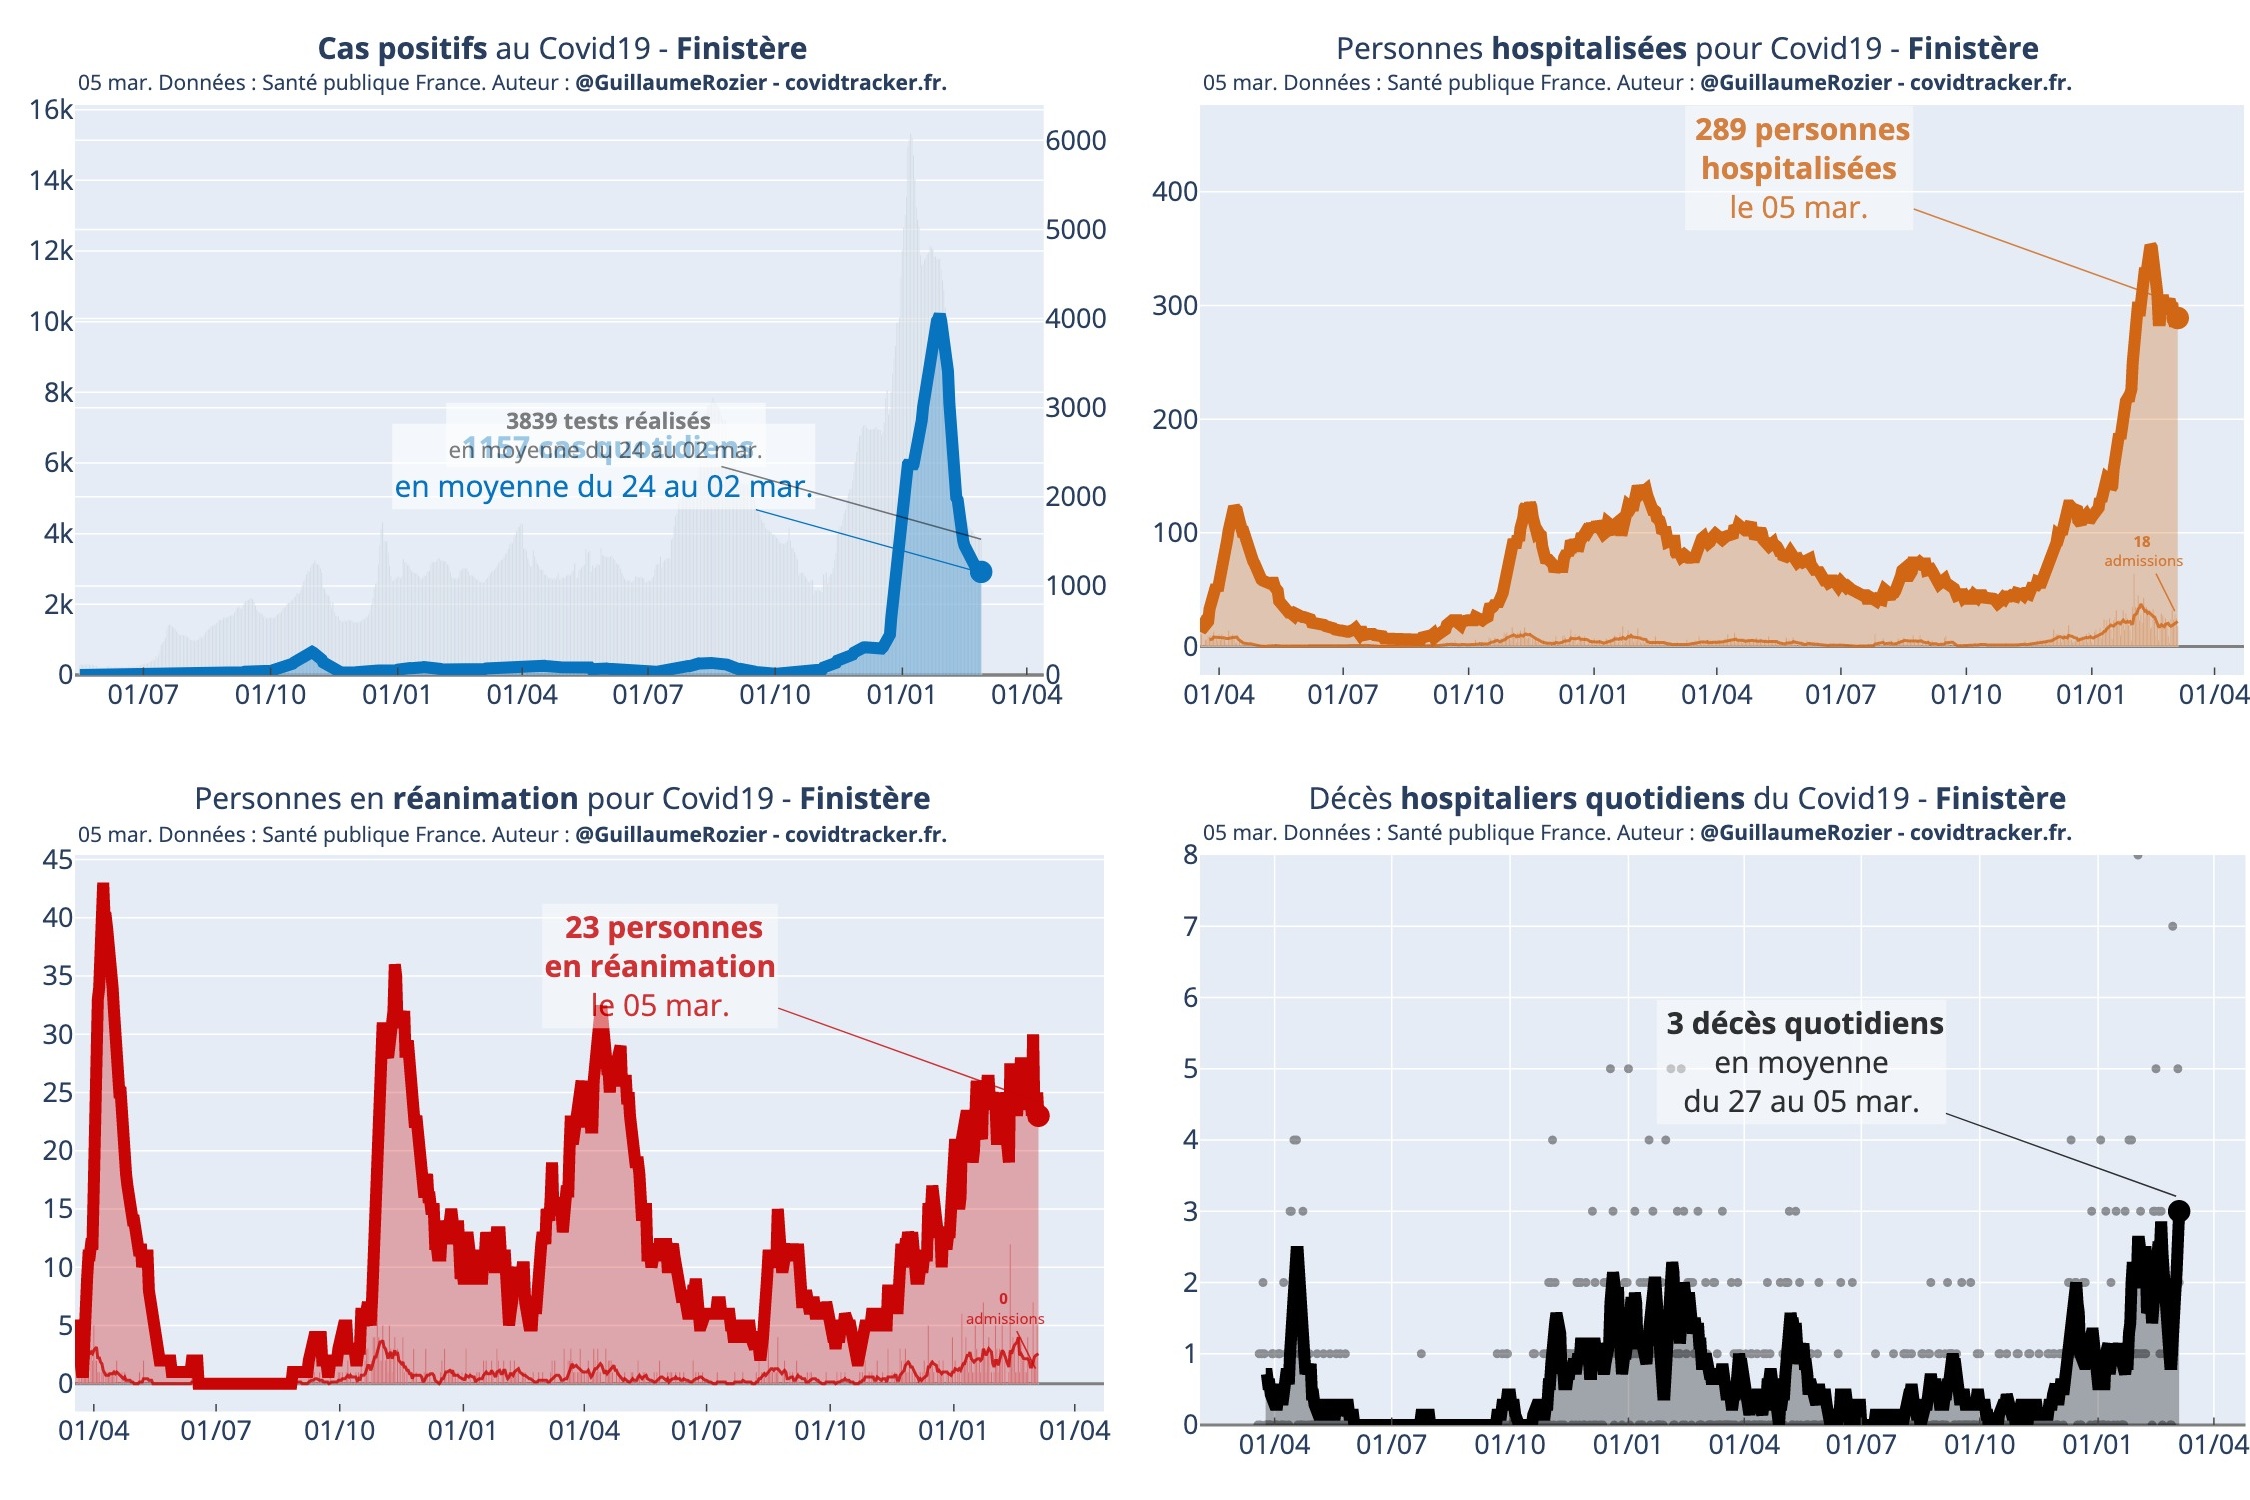 Cas positifs au Covid19 - Finistère
05 mar. Données : Santé publique France. Auteur : @GuillaumeRozier - covidtracker.fr.
16k
14k
12k
10k
8k
6k
4k
2k
0
6000
5000
4000
3000
2000
1000
0
3839 tests réalisés
en moyenne du 24 au 02 mar.
1157 cas quotidiens
en moyenne du 24 au 02 mar.
01/07 01/10 01/01 01/04 01/07 01/10 01/01 01/04
Personnes hospitalisées pour Covid19 - Finistère
05 mar. Données : Santé publique France. Auteur : @GuillaumeRozier - covidtracker.fr.
289 personnes
hospitalisées
le 05 mar.
400
300
200
100
0
18
admissions
01/04 01/07 01/10 01/01 01/04 01/07 01/10 01/01 01/04
Personnes en réanimation pour Covid19 - Finistère
05 mar. Données : Santé publique France. Auteur : @GuillaumeRozier - covidtracker.fr.
45
40
35
30
25
20
15
10
5
0
23 personnes
en réanimation
le 05 mar.
0
admissions
01/04 01/07 01/10 01/01 01/04 01/07 01/10 01/01 01/04
Décès hospitaliers quotidiens du Covid19 - Finistère
05 mar. Données : Santé publique France. Auteur : @GuillaumeRozier - covidtracker.fr.
8
7
6
5
4
3
2
1
0
3 décès quotidiens
en moyenne
du 27 au 05 mar.
01/04 01/07 01/10 01/01 01/04 01/07 01/10 01/01 01/04